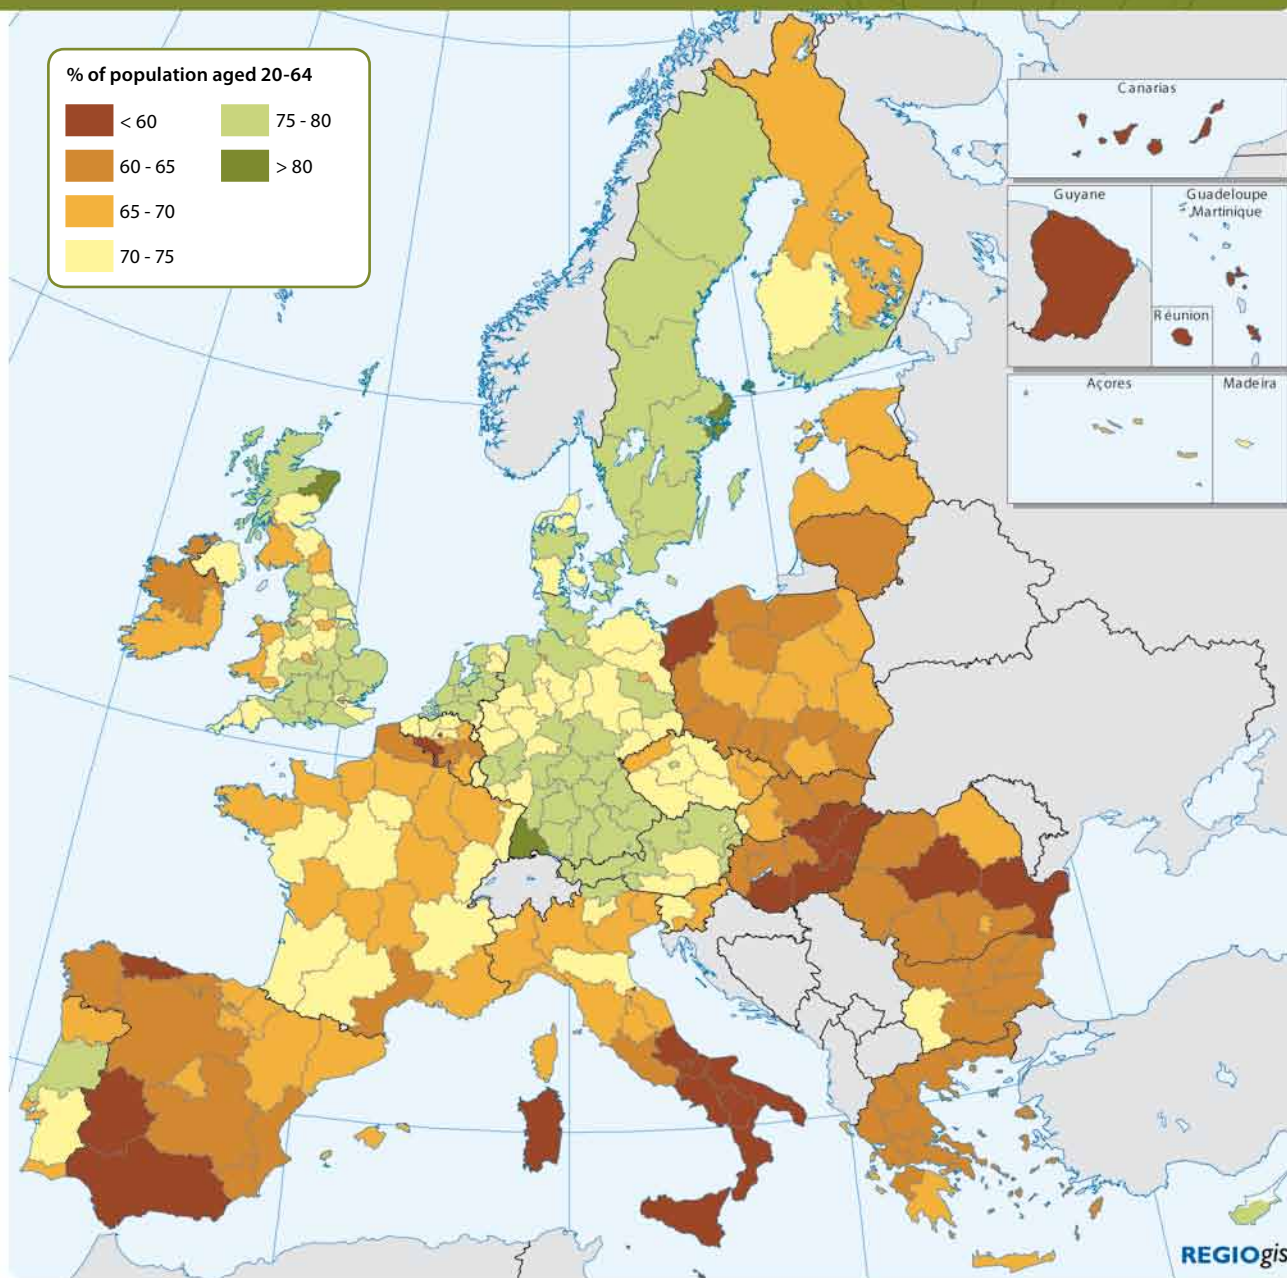 % of population aged 20-64
< 60
60 - 65
65 - 70
70 - 75
75 - 80
> 80
Canarias
Guyane
Guadeloupe
Martinique
Réunion
Açores
Madeira
REGIOgis